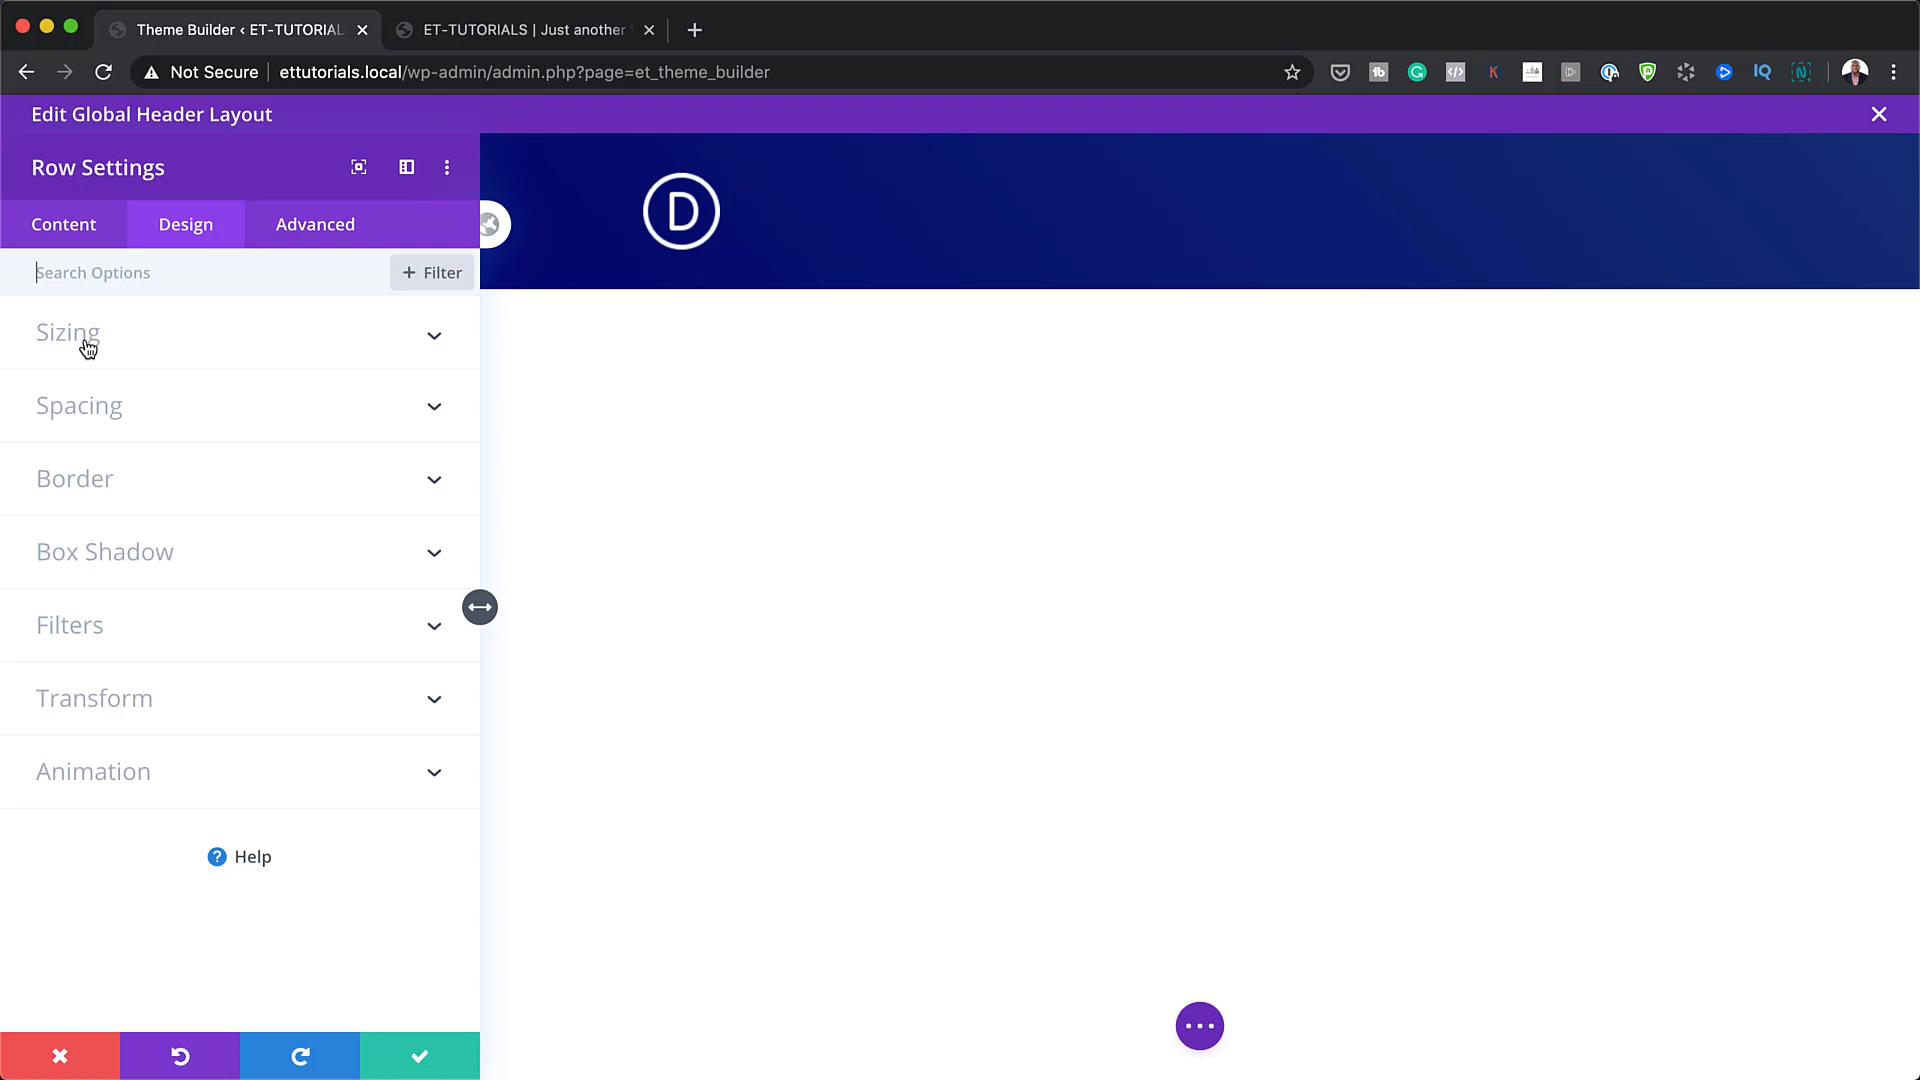 Theme Builder ‹ ET-TUTORIAL
ET-TUTORIALS | Just another
Not Secure
ettutorials.local/wp-admin/admin.php?page=et_theme_builder
tb
K
IQ
N
Edit Global Header Layout
Row Settings
D
Content
Design
Advanced
Search Options
+ Filter
Sizing
Spacing
Border
Box Shadow
Filters
Transform
Animation
? Help